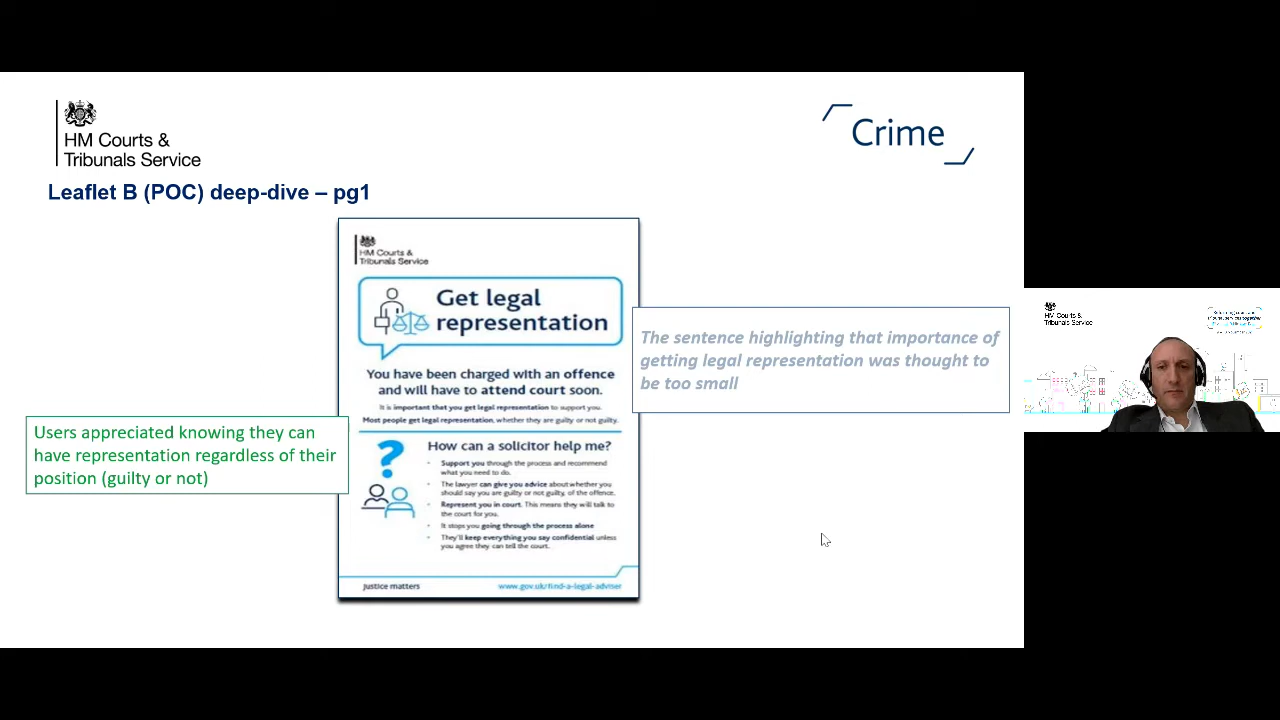 HM Courts &
Tribunals Service
Crime
Leaflet B (POC) deep-dive – pg1
HM Courts &
Tribunals Service
Get legal
representation
You have been charged with an offence
and will have to attend court soon.
It is important that you get legal representation to support you.
Most people get legal representation, whether they are guilty or not guilty.
How can a solicitor help me?
Support you through the process and recommend
what you need to do.
The lawyer can give you advice about whether you
should say you are guilty or not guilty, of the offence.
Represent you in court. This means they will talk to
the court for you.
It stops you going through the process alone
They'll keep everything you say confidential unless
you agree they can tell the court.
Justice matters
www.gov.uk/find-a-legal-adviser
The sentence highlighting that importance of
getting legal representation was thought to
be too small
Users appreciated knowing they can
have representation regardless of their
position (guilty or not)
HM Courts &
Tribunals Service